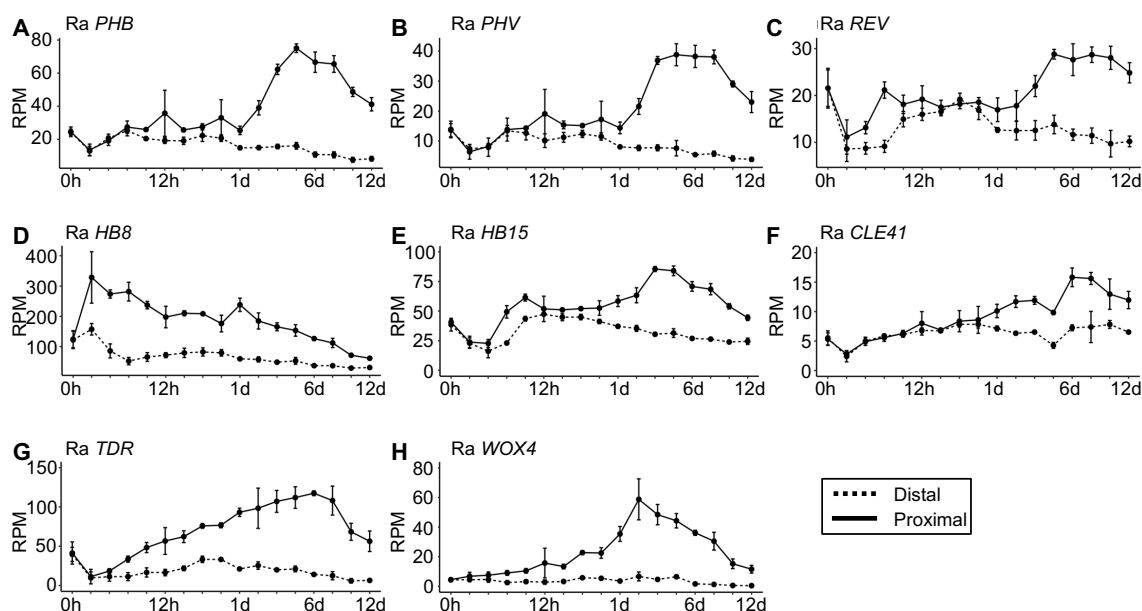 A Ra PHB
B Ra PHV
C Ra REV
80
60
40
20
RPM
0h 12h 1d 6d 12d
40
30
20
10
0
RPM
0h 12h 1d 6d 12d
30
20
10
RPM
0h 12h 1d 6d 12d
D Ra HB8
E Ra HB15
F Ra CLE41
400
300
200
100
RPM
0h 12h 1d 6d 12d
100
75
50
25
0
RPM
0h 12h 1d 6d 12d
20
15
10
5
0
RPM
0h 12h 1d 6d 12d
G Ra TDR
H Ra WOX4
150
100
50
0
RPM
0h 12h 1d 6d 12d
80
60
40
20
0
RPM
0h 12h 1d 6d 12d
Distal
Proximal